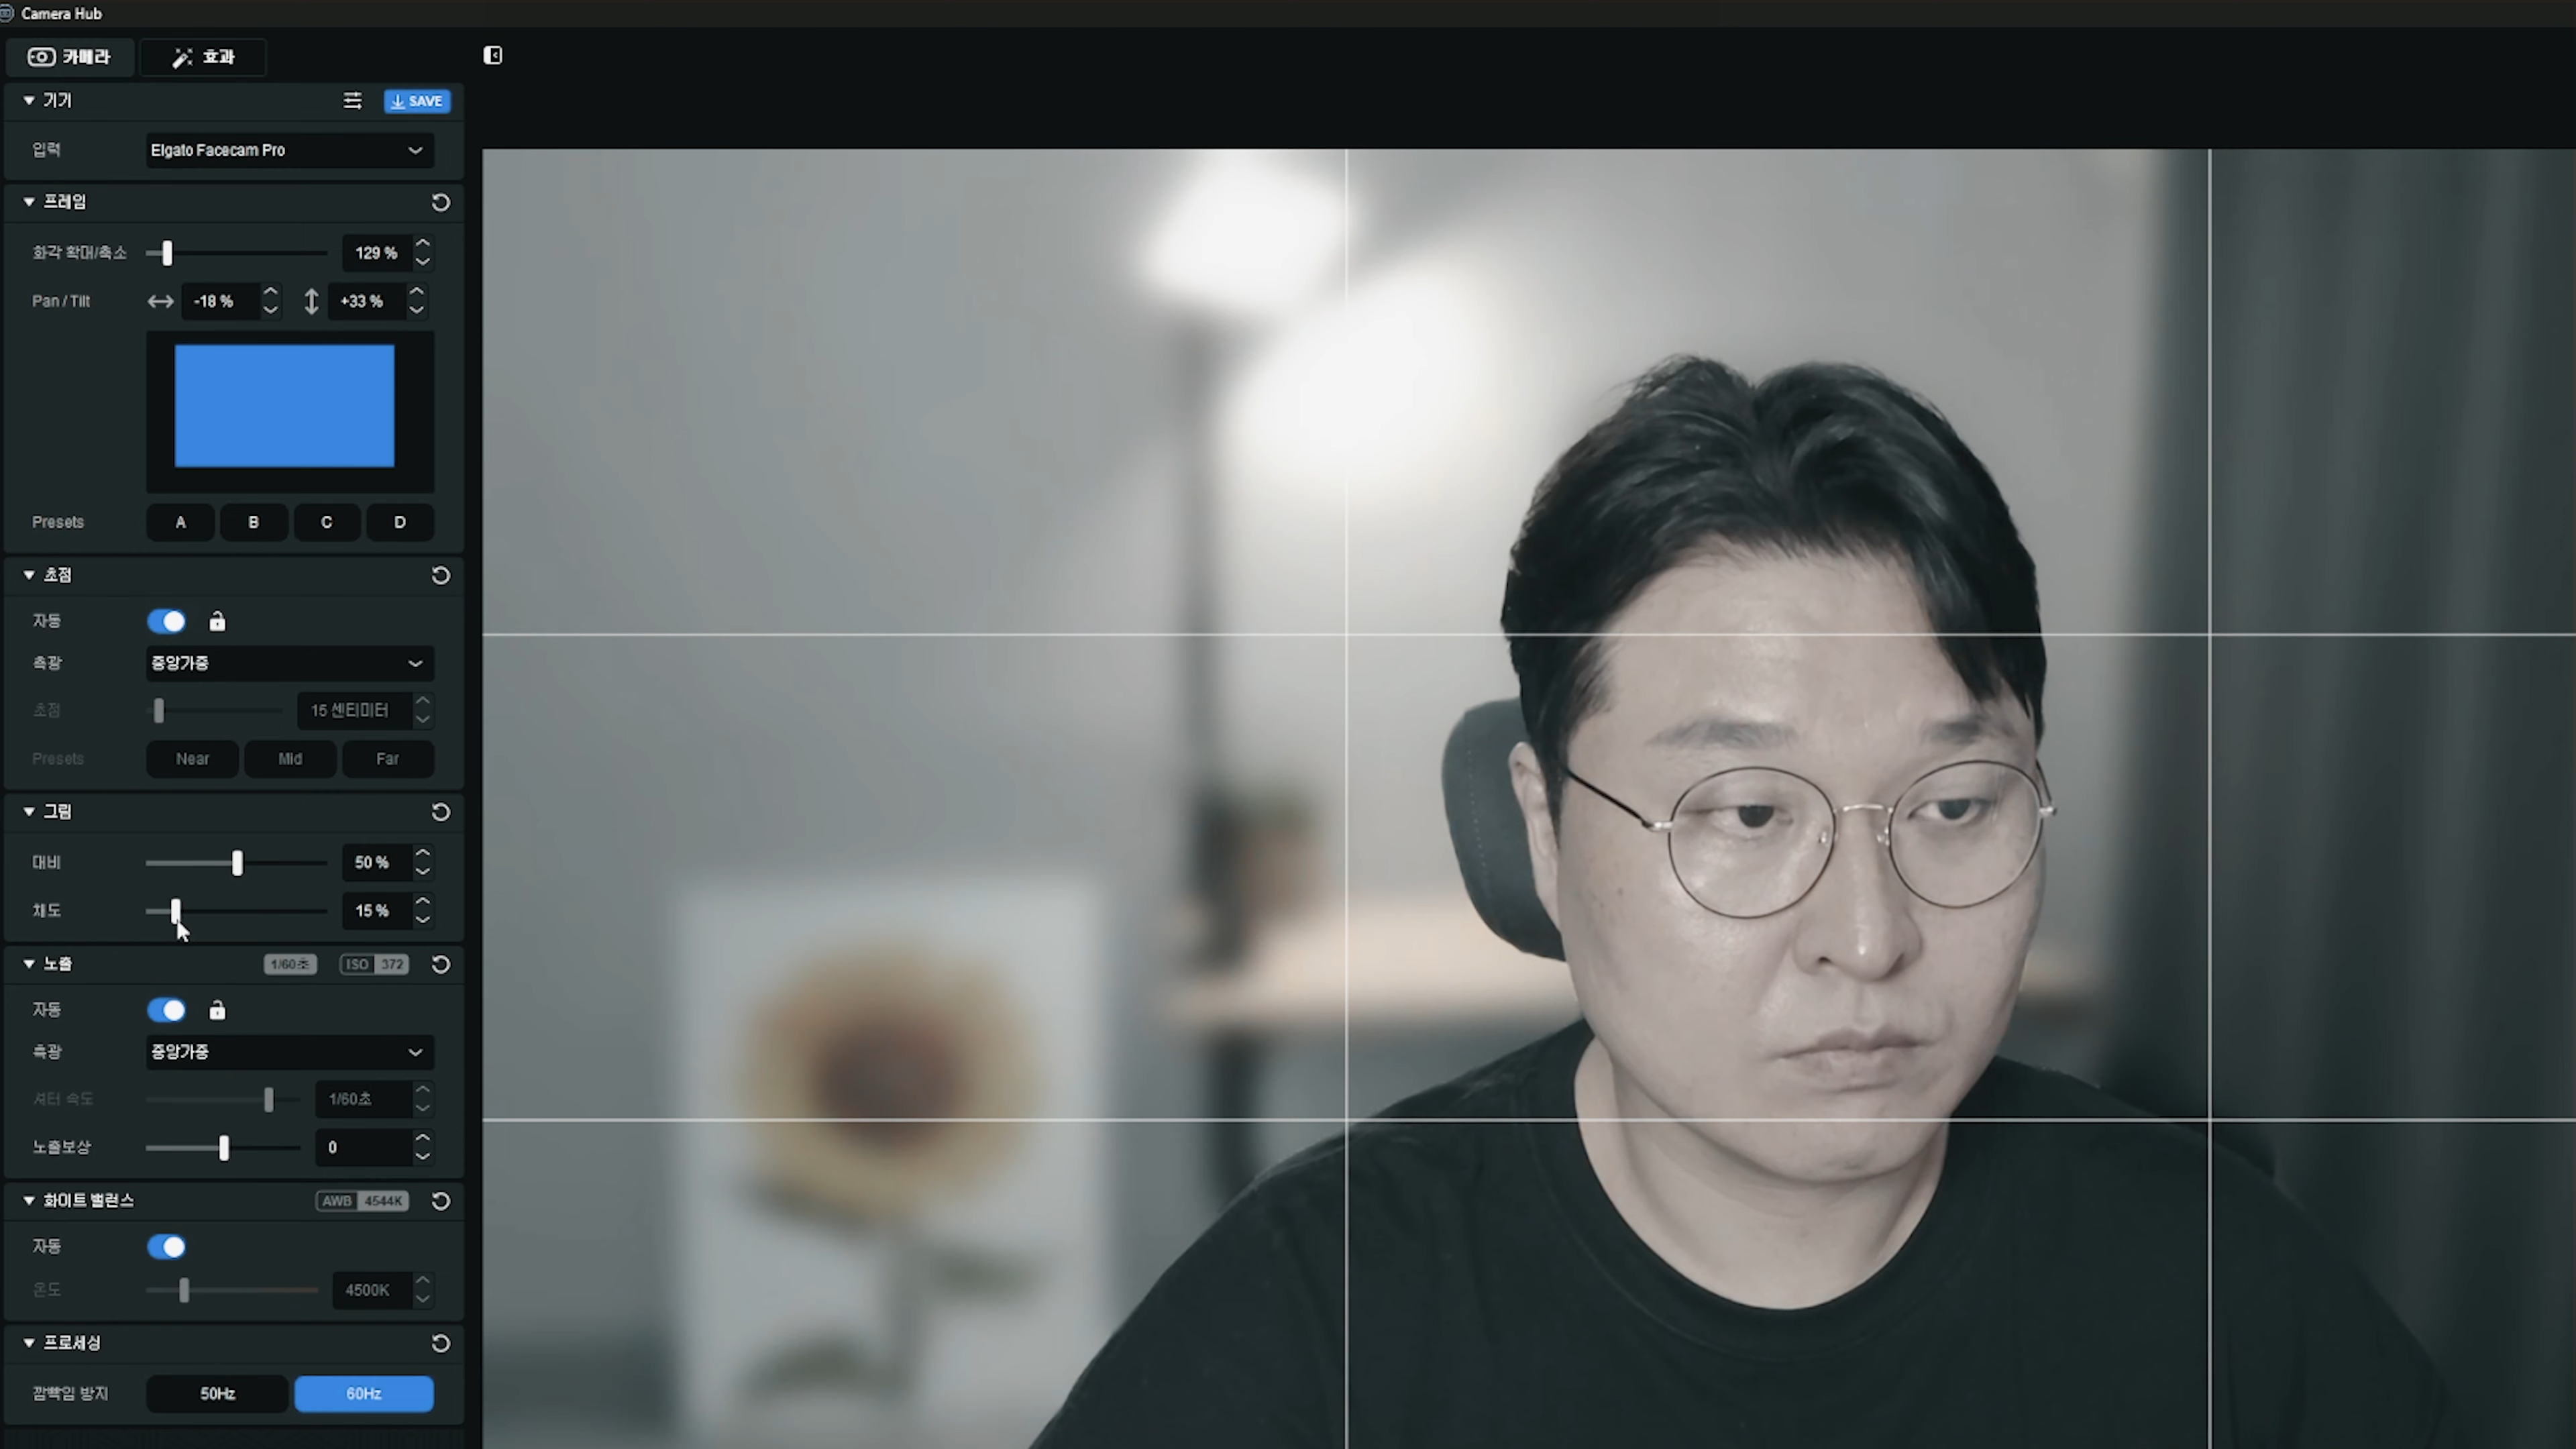 Camera Hub
카메라 효과
기기 SAVE
입력 Elgato Facecam Pro
프레임
화각 확대/축소 129 %
Pan / Tilt -18 % +33 %
Presets A B C D
초점
자동
측광 중앙가중
초점 15 센티미터
Presets Near Mid Far
그림
대비 50 %
채도 15 %
노출 1/60초 ISO 372
자동
측광 중앙가중
셔터 속도 1/60초
노출보상 0
화이트 밸런스 AWB 4544K
자동
온도 4500K
프로세싱
깜빡임 방지 50Hz 60Hz